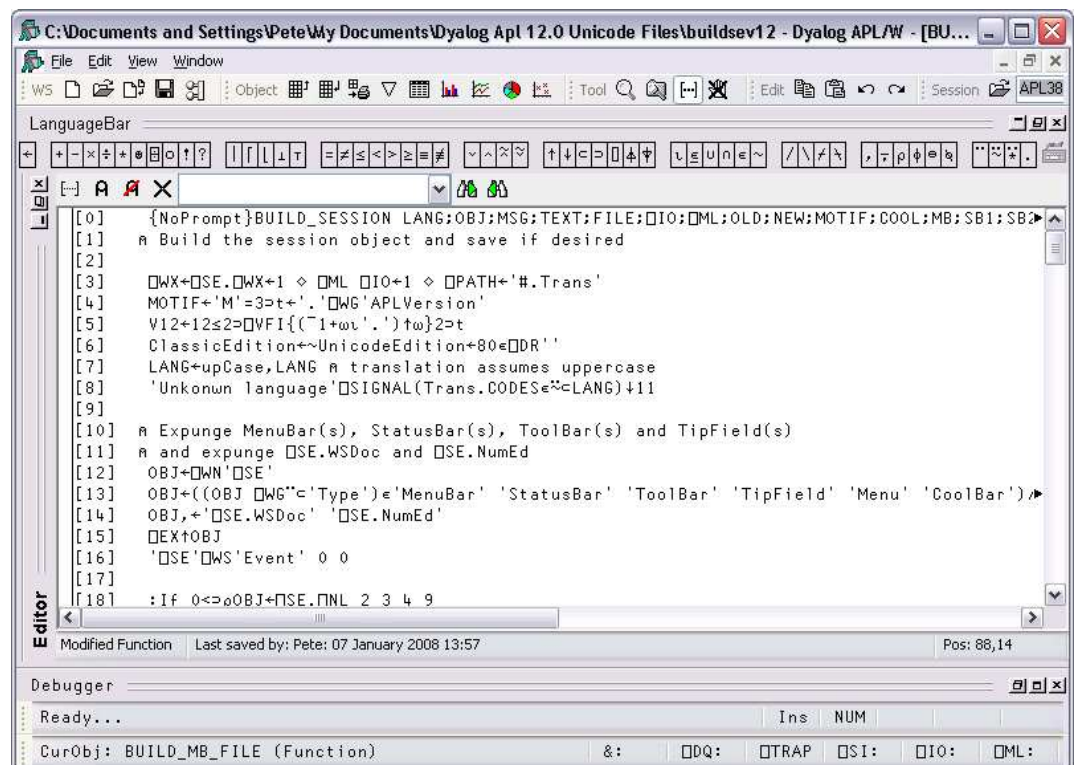 C:\Documents and Settings\Pete\My Documents\Dyalog Apl 12.0 Unicode Files\buildsev12 - Dyalog APL/W - [BU...
File Edit View Window
WS Object Tool Edit Session APL38
LanguageBar
← + - × ÷ * ⍟ ⌹ ○ ! ? | ⌈ ⌊ ⊥ ⊤ = ≠ ≤ < > ≥ ≡ ≢ ∨ ∧ ⍲ ⍱ ↑ ↓ ⊂ ⊃ ⌷ ⍋ ⍒ ⍳ ∪ ∩ ~ / \ ⌿ ⍀ , ⍪ ⍴ ⌽ ⊖ ⍉ ¨ ⍨ ⍣ .
[0] {NoPrompt}BUILD_SESSION LANG;OBJ;MSG;TEXT;FILE;⎕IO;⎕ML;OLD;NEW;MOTIF;COOL;MB;SB1;SB2
[1] ⍝ Build the session object and save if desired
[2]
[3] ⎕WX←⎕SE.⎕WX←1 ⋄ ⎕ML ⎕IO←1 ⋄ ⎕PATH←'#.Trans'
[4] MOTIF←'M'=3⊃t←'.'⎕WG'APLVersion'
[5] V12←12≤2⊃⎕VFI{(¯1+⍵⍳'.')↑⍵}2⊃t
[6] ClassicEdition←~UnicodeEdition←80∊⎕DR''
[7] LANG←upCase,LANG ⍝ translation assumes uppercase
[8] 'Unkonwn language'⎕SIGNAL(Trans.CODES∊⍨⊂LANG)↓11
[9]
[10] ⍝ Expunge MenuBar(s), StatusBar(s), ToolBar(s) and TipField(s)
[11] ⍝ and expunge ⎕SE.WSDoc and ⎕SE.NumEd
[12] OBJ←⎕WN'⎕SE'
[13] OBJ←((OBJ ⎕WG¨⊂'Type')∊'MenuBar' 'StatusBar' 'ToolBar' 'TipField' 'Menu' 'CoolBar')/
[14] OBJ,←'⎕SE.WSDoc' '⎕SE.NumEd'
[15] ⎕EX↑OBJ
[16] '⎕SE'⎕WS'Event' 0 0
[17]
[18] :If 0<⊃⍴OBJ←⎕SE.⎕NL 2 3 4 9
Editor
Modified Function Last saved by: Pete: 07 January 2008 13:57 Pos: 88,14
Debugger
Ready... Ins NUM
CurObj: BUILD_MB_FILE (Function) &: ⎕DQ: ⎕TRAP ⎕SI: ⎕IO: ⎕ML: